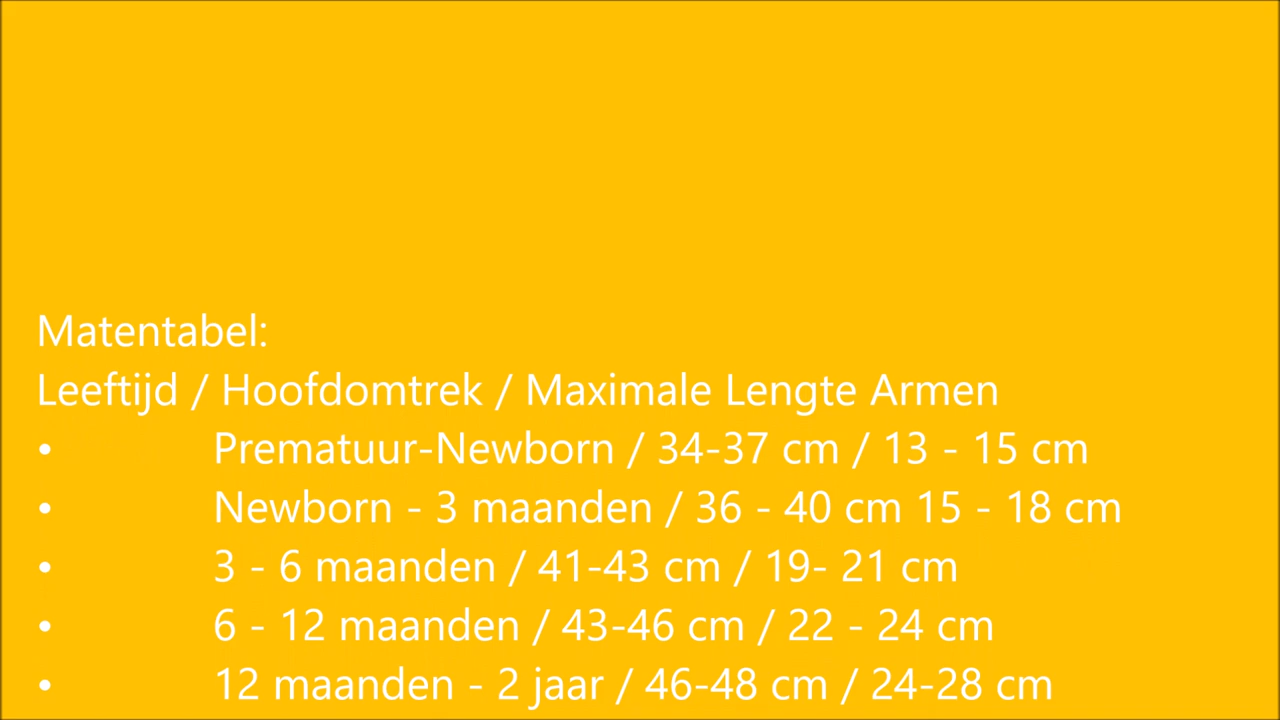 Matentabel:
Leeftijd / Hoofdomtrek / Maximale Lengte Armen
• Prematuur-Newborn / 34-37 cm / 13 - 15 cm
• Newborn - 3 maanden / 36 - 40 cm 15 - 18 cm
• 3 - 6 maanden / 41-43 cm / 19- 21 cm
• 6 - 12 maanden / 43-46 cm / 22 - 24 cm
• 12 maanden - 2 jaar / 46-48 cm / 24-28 cm